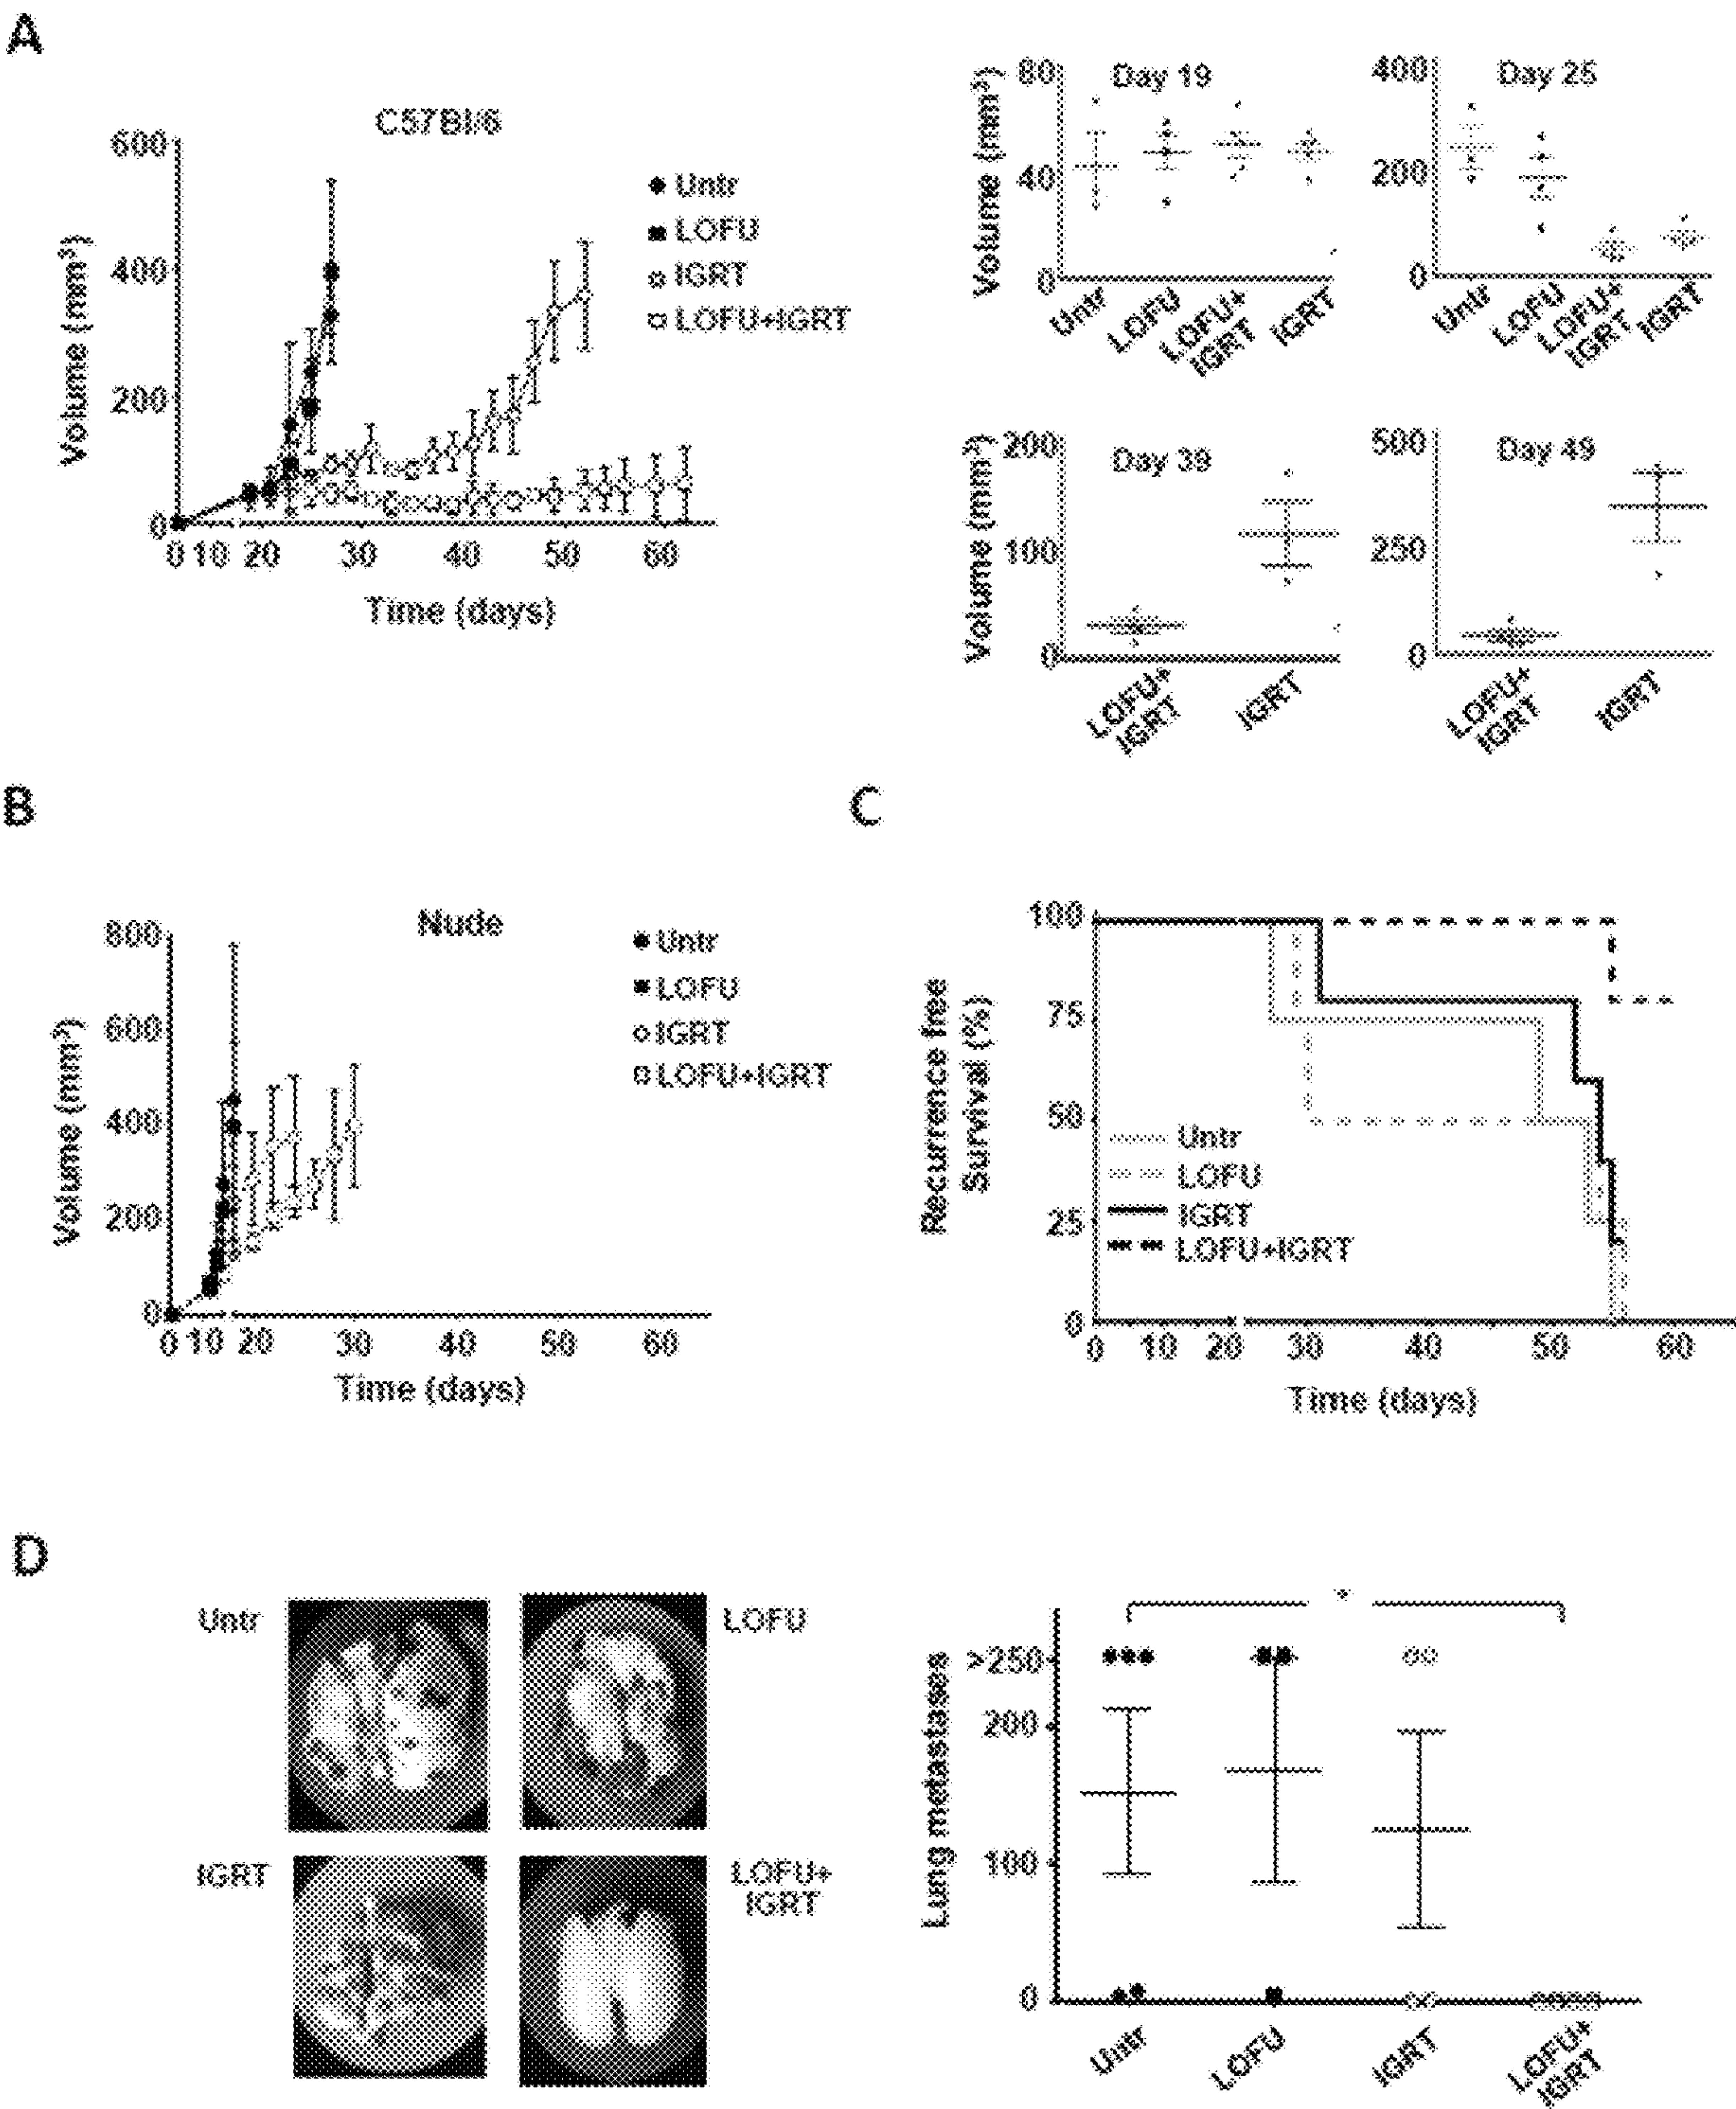 A
C57Bl/6
Volume (mm³)
600
400
200
0
0 10 20 30 40 50 60
Time (days)
Untr
LOFU
IGRT
LOFU+IGRT
Day 19
Volume (mm³)
80
40
0
Untr
LOFU
LOFU+
IGRT
IGRT
Day 25
400
200
0
Untr
LOFU
LOFU+
IGRT
IGRT
Day 39
Volume (mm³)
200
100
0
LOFU+
IGRT
IGRT
Day 49
500
250
0
LOFU+
IGRT
IGRT
B
Nude
Volume (mm³)
800
600
400
200
0
0 10 20 30 40 50 60
Time (days)
Untr
LOFU
IGRT
LOFU+IGRT
C
Recurrence free
Survival (%)
100
75
50
25
0
Untr
LOFU
IGRT
LOFU+IGRT
0 10 20 30 40 50 60
Time (days)
D
Untr
LOFU
IGRT
LOFU+
IGRT
Lung metastases
>250
200
100
0
*
Untr
LOFU
IGRT
LOFU+
IGRT